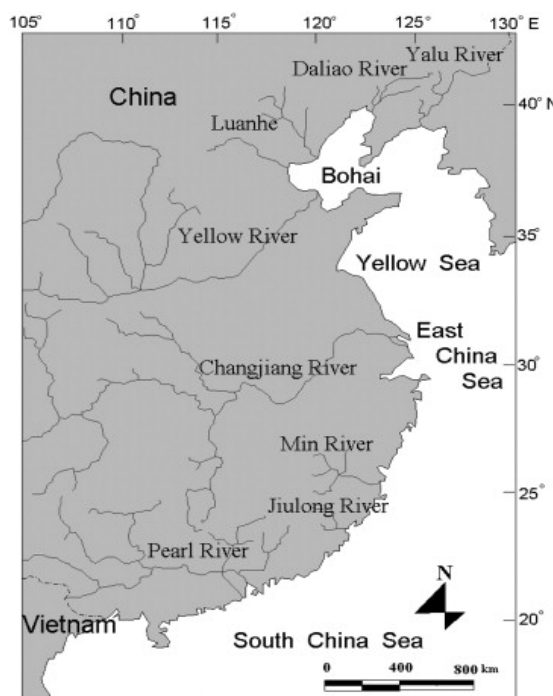 105° 110° 115° 120° 125° 130° E
Yalu River
Daliao River
China
40° N
Luanhe
Bohai
Yellow River
35°
Yellow Sea
East
China
Sea
Changjiang River
30°
Min River
25°
Jiulong River
Pearl River
N
Vietnam
20°
South China Sea
0 400 800 km